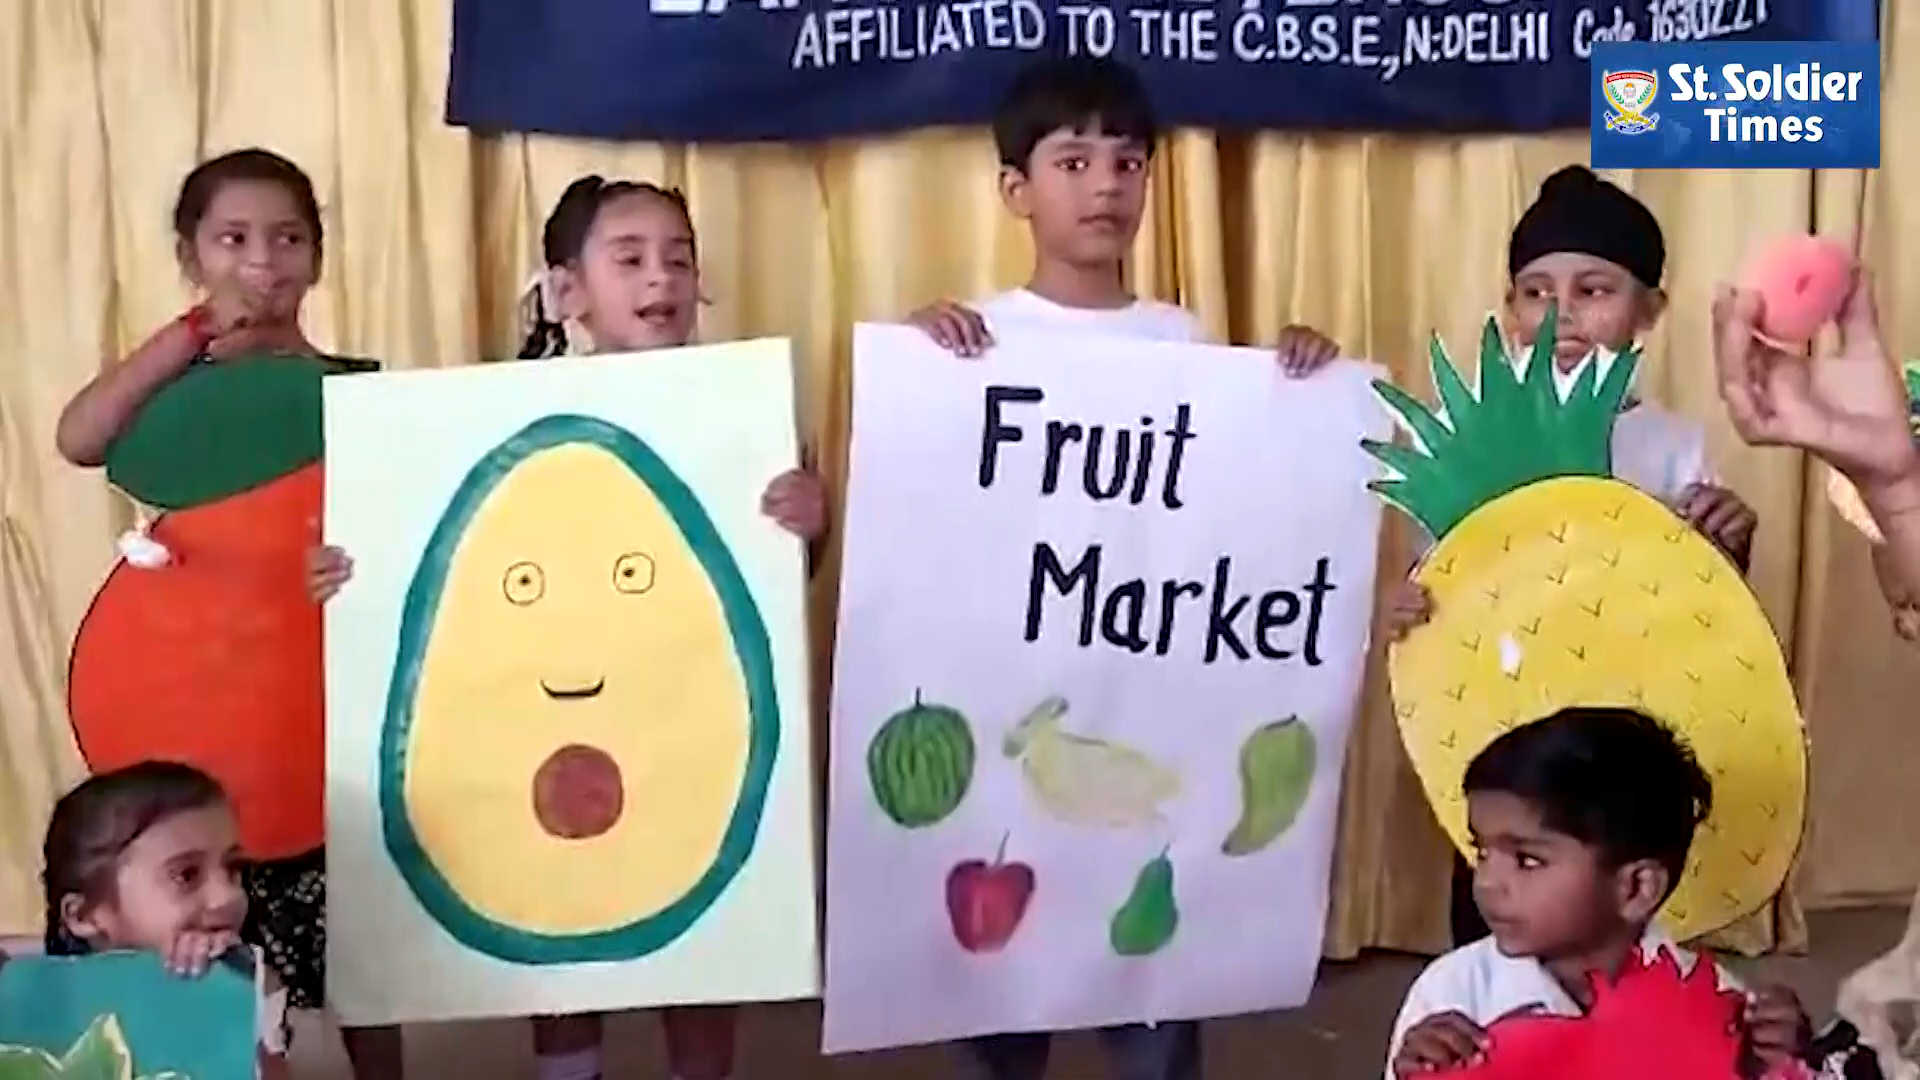 AFFILIATED TO THE C.B.S.E., N:DELHI Code 1630221
St. Soldier
Times
Fruit
Market